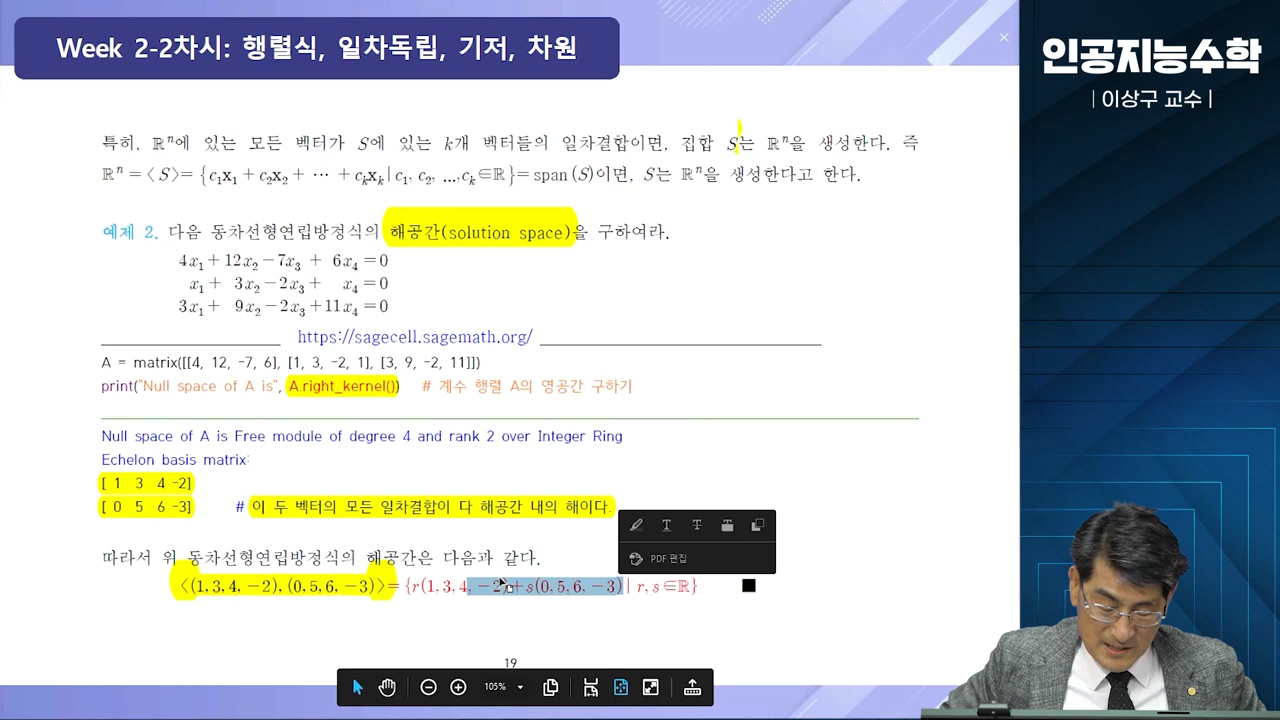 Week 2-2차시: 행렬식, 일차독립, 기저, 차원
인공지능수학
| 이상구 교수 |
특히, ℝⁿ에 있는 모든 벡터가 S에 있는 k개 벡터들의 일차결합이면, 집합 S는 ℝⁿ을 생성한다. 즉
ℝⁿ = ⟨ S ⟩ = {c₁x₁ + c₂x₂ + ⋯ + cₖxₖ | c₁, c₂, ..., cₖ∈ℝ} = span (S)이면, S는 ℝⁿ을 생성한다고 한다.
예제 2. 다음 동차선형연립방정식의 해공간(solution space)을 구하여라.
4x₁ + 12x₂ − 7x₃ + 6x₄ = 0
x₁ + 3x₂ − 2x₃ + x₄ = 0
3x₁ + 9x₂ − 2x₃ + 11x₄ = 0
https://sagecell.sagemath.org/
A = matrix([[4, 12, -7, 6], [1, 3, -2, 1], [3, 9, -2, 11]])
print("Null space of A is", A.right_kernel()) # 계수 행렬 A의 영공간 구하기
Null space of A is Free module of degree 4 and rank 2 over Integer Ring
Echelon basis matrix:
[ 1 3 4 -2]
[ 0 5 6 -3] # 이 두 벡터의 모든 일차결합이 다 해공간 내의 해이다.
PDF 편집
따라서 위 동차선형연립방정식의 해공간은 다음과 같다.
⟨(1, 3, 4, −2), (0, 5, 6, −3)⟩ = {r(1, 3, 4, −2) + s(0, 5, 6, −3) | r, s∈ℝ} ■
19
105%